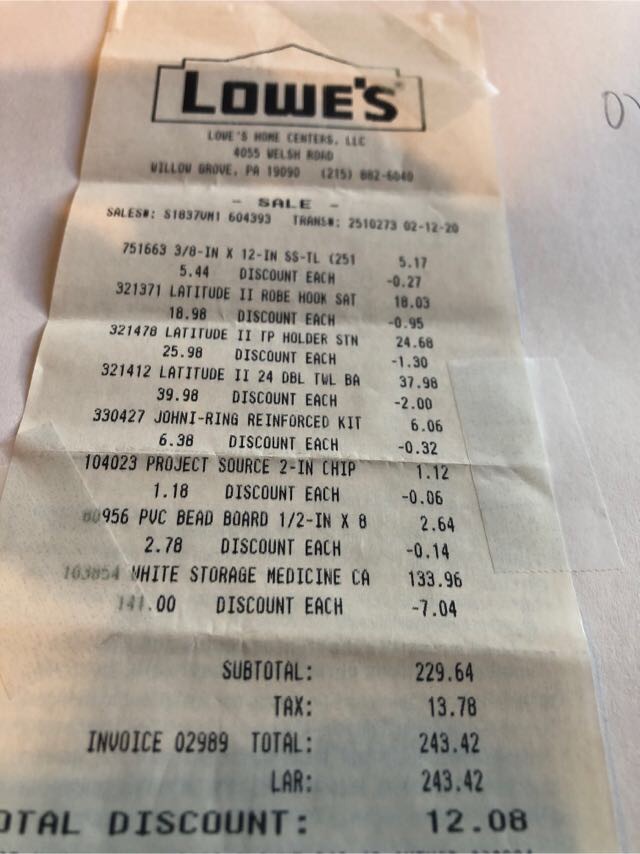 LOWE'S
LOWE'S HOME CENTERS, LLC
4055 WELSH ROAD
WILLOW GROVE, PA 19090 (215) 682-6040
- SALE -
SALES#: S1837VM1 604393 TRANS#: 2510273 02-12-20
751663 3/8-IN X 12-IN SS-TL (251 5.17
5.44 DISCOUNT EACH -0.27
321371 LATITUDE II ROBE HOOK SAT 18.03
18.98 DISCOUNT EACH -0.95
321478 LATITUDE II TP HOLDER STN 24.68
25.98 DISCOUNT EACH -1.30
321412 LATITUDE II 24 DBL TWL BA 37.98
39.98 DISCOUNT EACH -2.00
330427 JOHNI-RING REINFORCED KIT 6.06
6.38 DISCOUNT EACH -0.32
104023 PROJECT SOURCE 2-IN CHIP 1.12
1.18 DISCOUNT EACH -0.06
80956 PVC BEAD BOARD 1/2-IN X 8 2.64
2.78 DISCOUNT EACH -0.14
163854 WHITE STORAGE MEDICINE CA 133.96
141.00 DISCOUNT EACH -7.04
SUBTOTAL: 229.64
TAX: 13.78
INVOICE 02989 TOTAL: 243.42
LAR: 243.42
OTAL DISCOUNT: 12.08